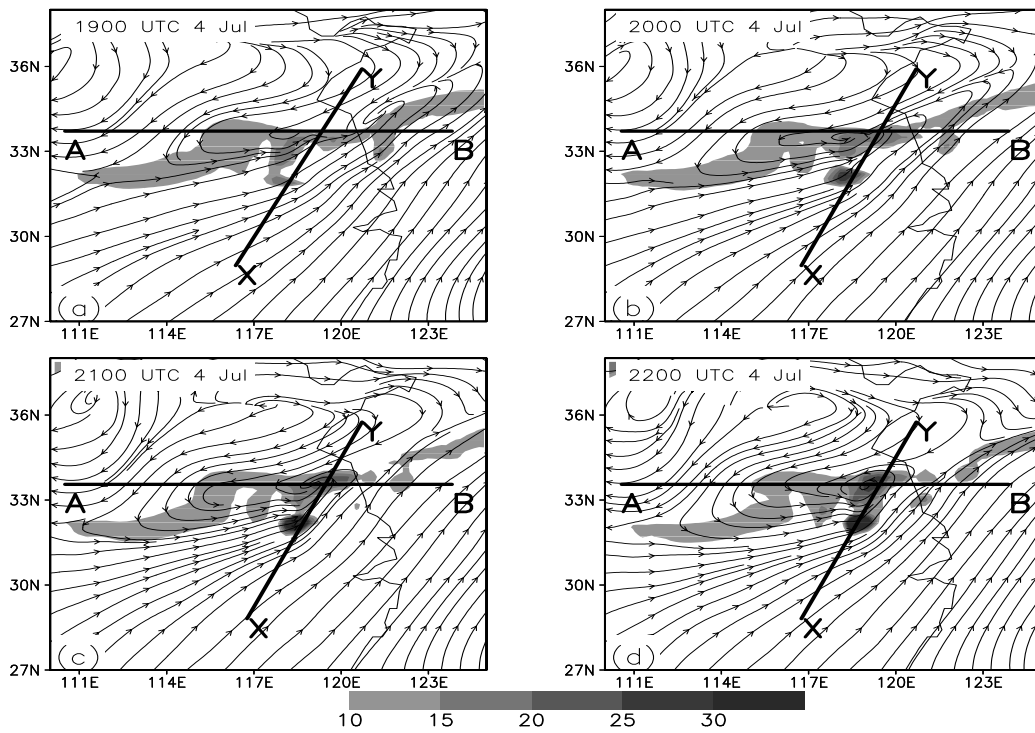 1900 UTC 4 Jul
2000 UTC 4 Jul
36N
33N
30N
27N
Y
A
B
X
(a)
111E 114E 117E 120E 123E
36N
33N
30N
27N
Y
A
B
X
(b)
111E 114E 117E 120E 123E
2100 UTC 4 Jul
2200 UTC 4 Jul
36N
33N
30N
27N
Y
A
B
X
(c)
111E 114E 117E 120E 123E
36N
33N
30N
27N
Y
A
B
X
(d)
111E 114E 117E 120E 123E
10 15 20 25 30